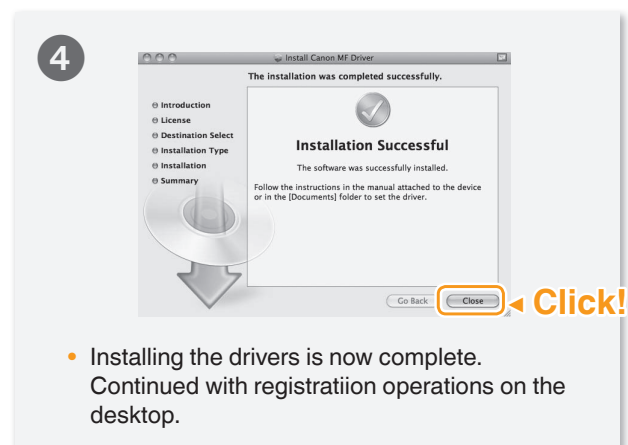 4
Install Canon MF Driver
The installation was completed successfully.
Introduction
License
Destination Select
Installation Type
Installation
Summary
Installation Successful
The software was successfully installed.
Follow the instructions in the manual attached to the device
or in the [Documents] folder to set the driver.
Go Back
Close
Click!
• Installing the drivers is now complete.
Continued with registratiion operations on the
desktop.